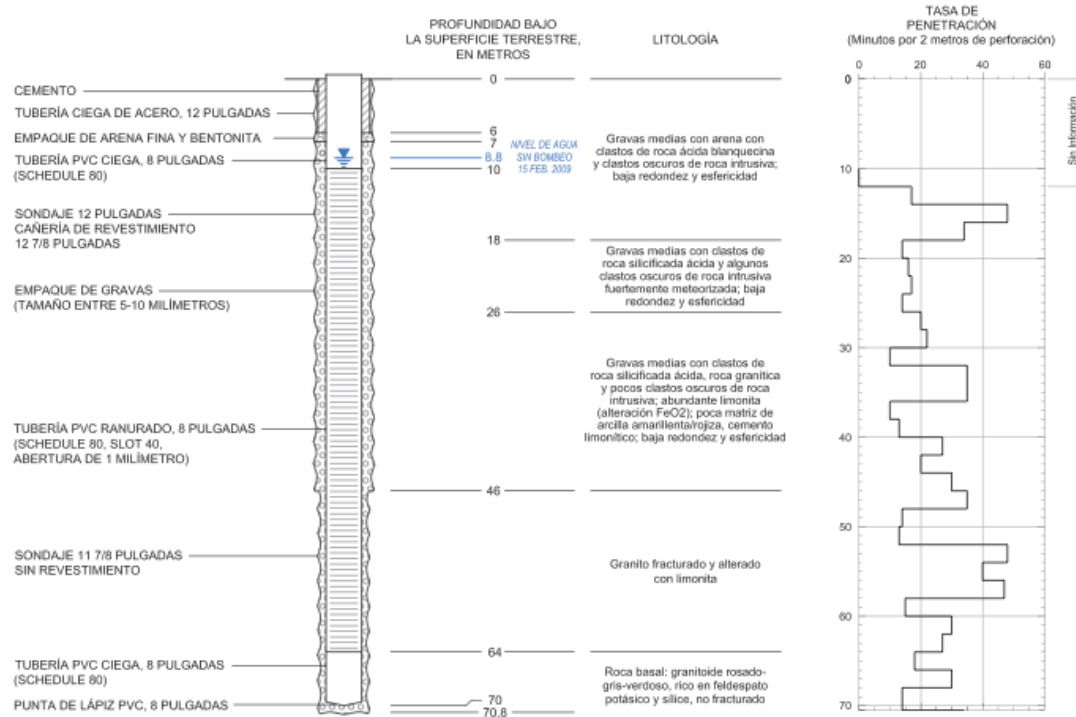 PROFUNDIDAD BAJO
LA SUPERFICIE TERRESTRE,
EN METROS
LITOLOGÍA
TASA DE
PENETRACIÓN
(Minutos por 2 metros de perforación)
0 20 40 60
CEMENTO
TUBERÍA CIEGA DE ACERO, 12 PULGADAS
EMPAQUE DE ARENA FINA Y BENTONITA
TUBERÍA PVC CIEGA, 8 PULGADAS
(SCHEDULE 80)
SONDAJE 12 PULGADAS
CAÑERÍA DE REVESTIMIENTO
12 7/8 PULGADAS
EMPAQUE DE GRAVAS
(TAMAÑO ENTRE 5-10 MILÍMETROS)
TUBERÍA PVC RANURADO, 8 PULGADAS
(SCHEDULE 80, SLOT 40,
ABERTURA DE 1 MILÍMETRO)
SONDAJE 11 7/8 PULGADAS
SIN REVESTIMIENTO
TUBERÍA PVC CIEGA, 8 PULGADAS
(SCHEDULE 80)
PUNTA DE LÁPIZ PVC, 8 PULGADAS
0
6
7
8.8
10
18
26
46
64
70
70.8
NIVEL DE AGUA
SIN BOMBEO
15 FEB. 2009
Gravas medias con arena con
clastos de roca ácida blanquecina
y clastos oscuros de roca intrusiva;
baja redondez y esfericidad
Gravas medias con clastos de
roca silicificada ácida y algunos
clastos oscuros de roca intrusiva
fuertemente meteorizada; baja
redondez y esfericidad
Gravas medias con clastos de
roca silicificada ácida, roca granítica
y pocos clastos oscuros de roca
intrusiva; abundante limonita
(alteración FeO2); poca matriz de
arcilla amarillenta/rojiza, cemento
limonítico; baja redondez y esfericidad
Granito fracturado y alterado
con limonita
Roca basal: granitoide rosado-
gris-verdoso, rico en feldespato
potásico y sílice, no fracturado
0
10
20
30
40
50
60
70
Sin Información